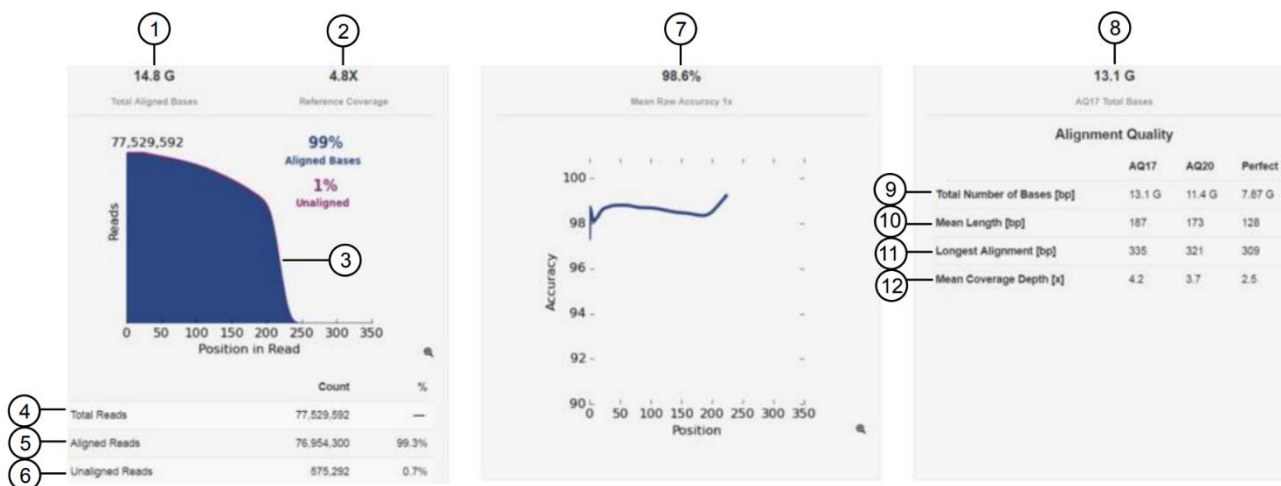 1
2
7
8
14.8 G
4.8X
Total Aligned Bases
Reference Coverage
77,529,592
99%
Aligned Bases
1%
Unaligned
Reads
3
0 50 100 150 200 250 300 350
Position in Read
Count %
4 Total Reads 77,529,592 —
5 Aligned Reads 76,954,300 99.3%
6 Unaligned Reads 575,292 0.7%
98.6%
Mean Raw Accuracy 1x
100
98
96
94
92
90
Accuracy
0 50 100 150 200 250 300 350
Position
13.1 G
AQ17 Total Bases
Alignment Quality
AQ17 AQ20 Perfect
9 Total Number of Bases [bp] 13.1 G 11.4 G 7.87 G
10 Mean Length [bp] 187 173 128
11 Longest Alignment [bp] 335 321 309
12 Mean Coverage Depth [x] 4.2 3.7 2.5